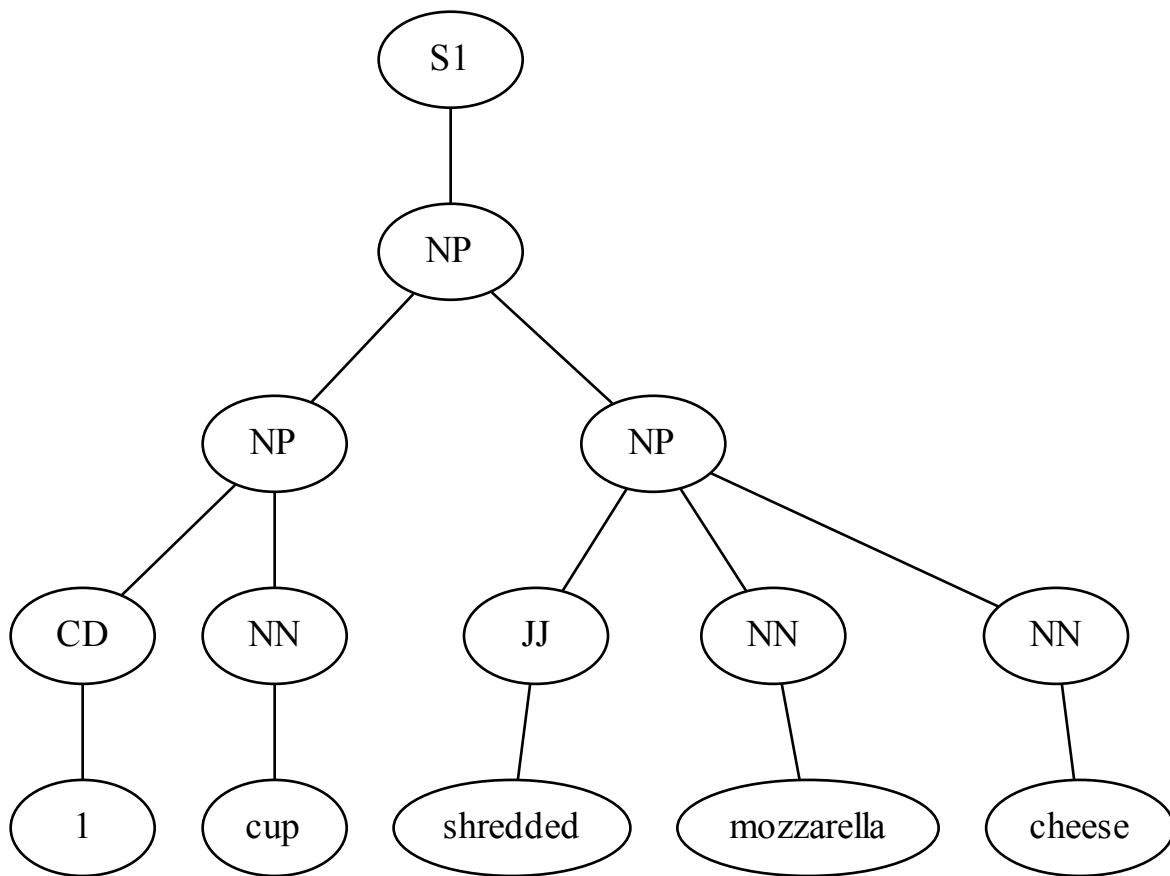 S1
NP
NP NP
CD NN JJ NN NN
1 cup shredded mozzarella cheese